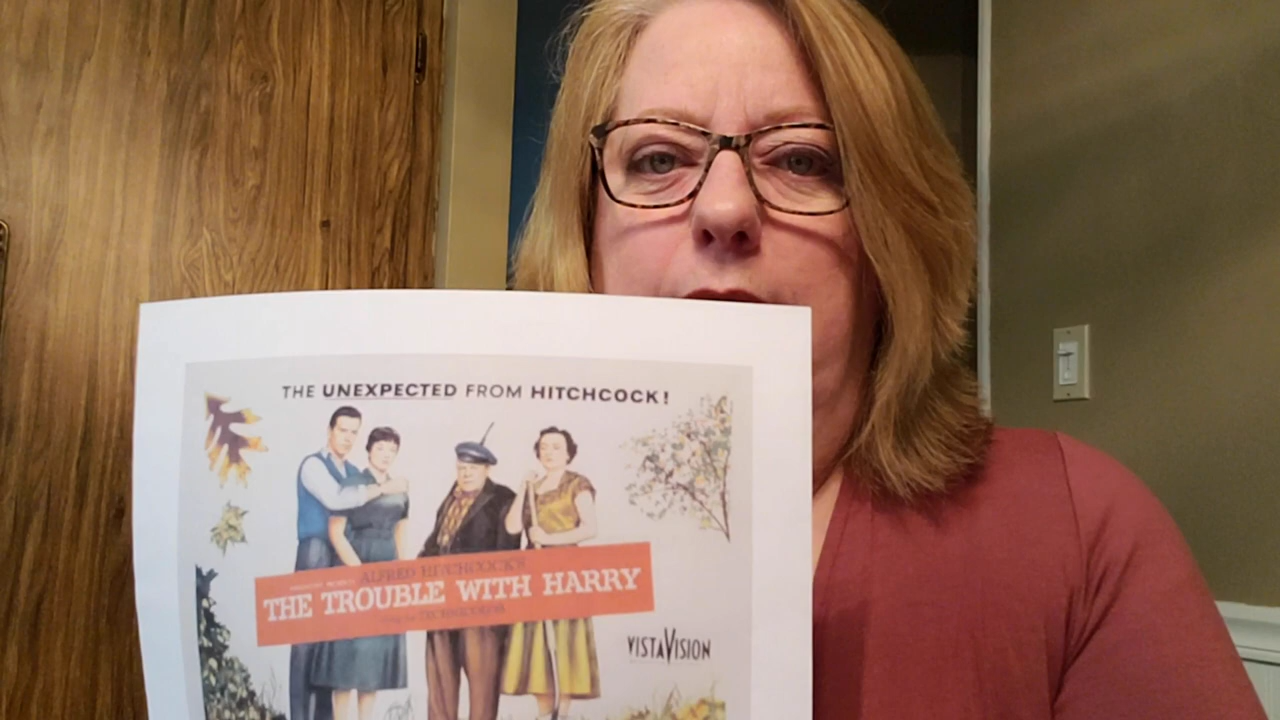 THE UNEXPECTED FROM HITCHCOCK!
ALFRED HITCHCOCK'S
THE TROUBLE WITH HARRY
VISTAVISION